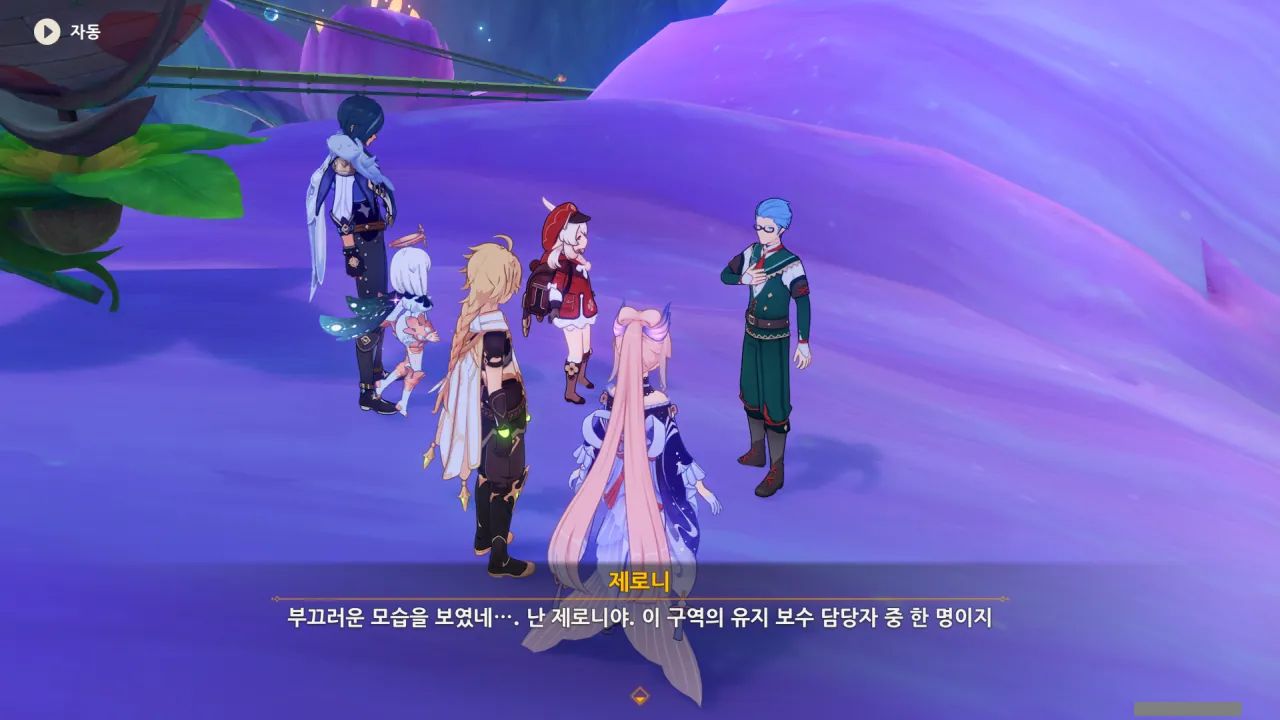 자동
제로니
부끄러운 모습을 보였네…. 난 제로니야. 이 구역의 유지 보수 담당자 중 한 명이지